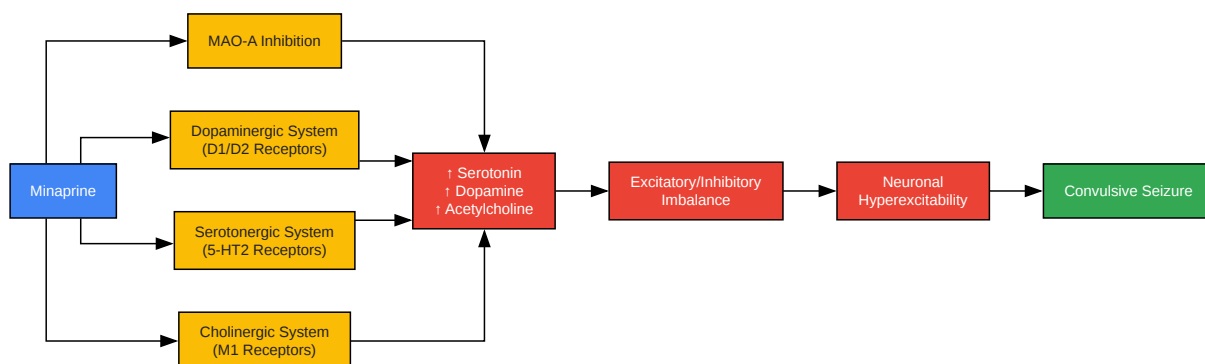 MAO-A Inhibition
Dopaminergic System
(D1/D2 Receptors)
Minaprine
↑ Serotonin
↑ Dopamine
↑ Acetylcholine
Excitatory/Inhibitory
Imbalance
Neuronal
Hyperexcitability
Convulsive Seizure
Serotonergic System
(5-HT2 Receptors)
Cholinergic System
(M1 Receptors)